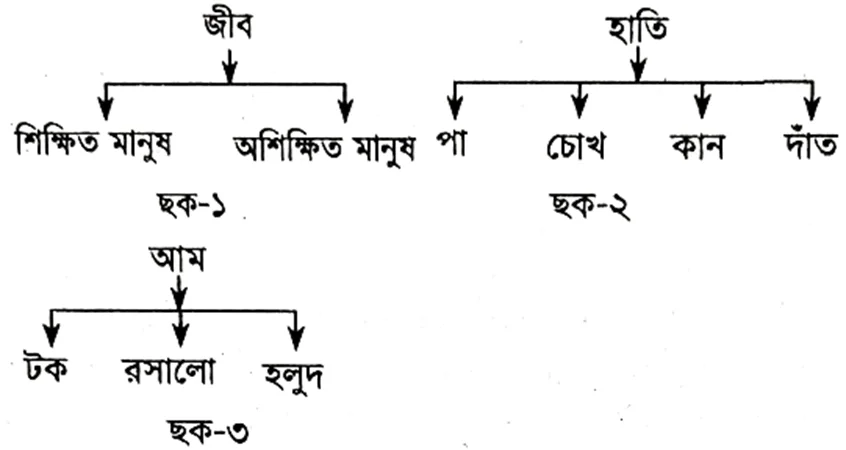 জীব
হাতি
শিক্ষিত মানুষ অশিক্ষিত মানুষ
পা চোখ কান দাঁত
ছক-১
ছক-২
আম
টক রসালো হলুদ
ছক-৩